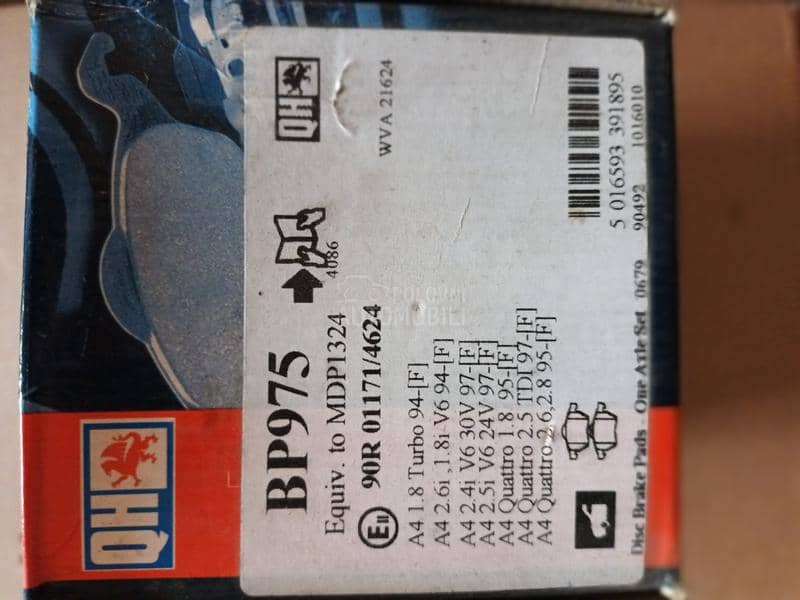 QH
QH
WVA 21624
BP975
4086
Equiv. to MDP1324
E11 90R 01171/4624
A4 1.8 Turbo 94-[F]
A4 2.6i ,1.8i V6 94-[F]
A4 2.4i V6 30V 97-[F]
A4 2.5i V6 24V 97-[F]
A4 Quattro 1.8 95-[F]
A4 Quattro 2.5 TDI 97-[F]
A4 Quattro 2.6,2.8 95-[F]
5 016593 391895
Disc Brake Pads - One Axle Set 0679 90492 1016010
POLOVNI
AUTOMOBILI